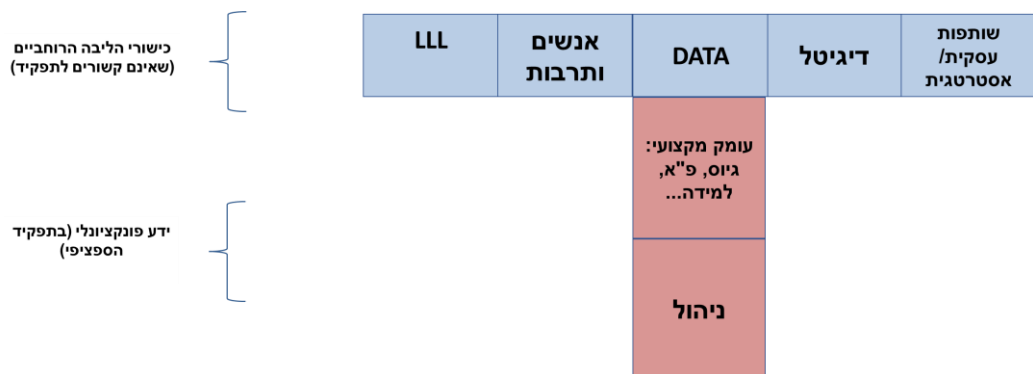 כישורי הליבה הרוחביים
(שאינם קשורים לתפקיד)
שותפות
עסקית/
אסטרטגית
דיגיטל
DATA
אנשים
ותרבות
LLL
עומק מקצועי:
גיוס, פ"א,
למידה...
ידע פונקציונלי (בתפקיד
הספציפי)
ניהול